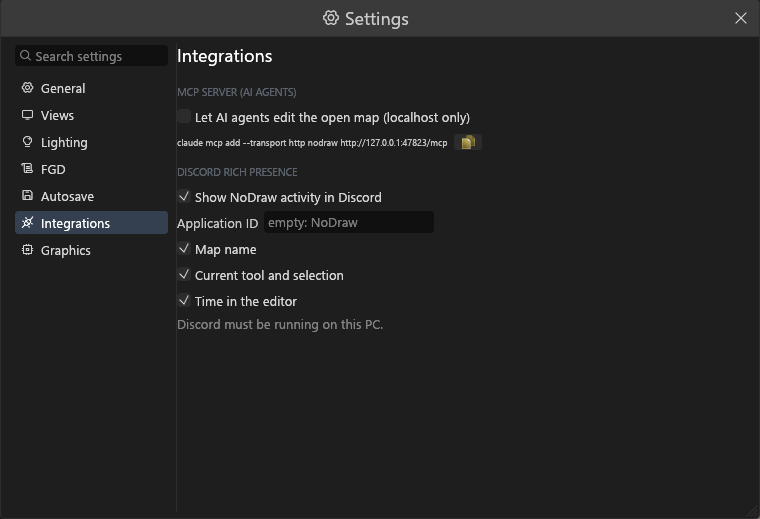 Settings
Search settings
General
Views
Lighting
FGD
Autosave
Integrations
Graphics
Integrations
MCP SERVER (AI AGENTS)
Let AI agents edit the open map (localhost only)
claude mcp add --transport http nodraw http://127.0.0.1:47823/mcp
DISCORD RICH PRESENCE
Show NoDraw activity in Discord
Application ID empty: NoDraw
Map name
Current tool and selection
Time in the editor
Discord must be running on this PC.